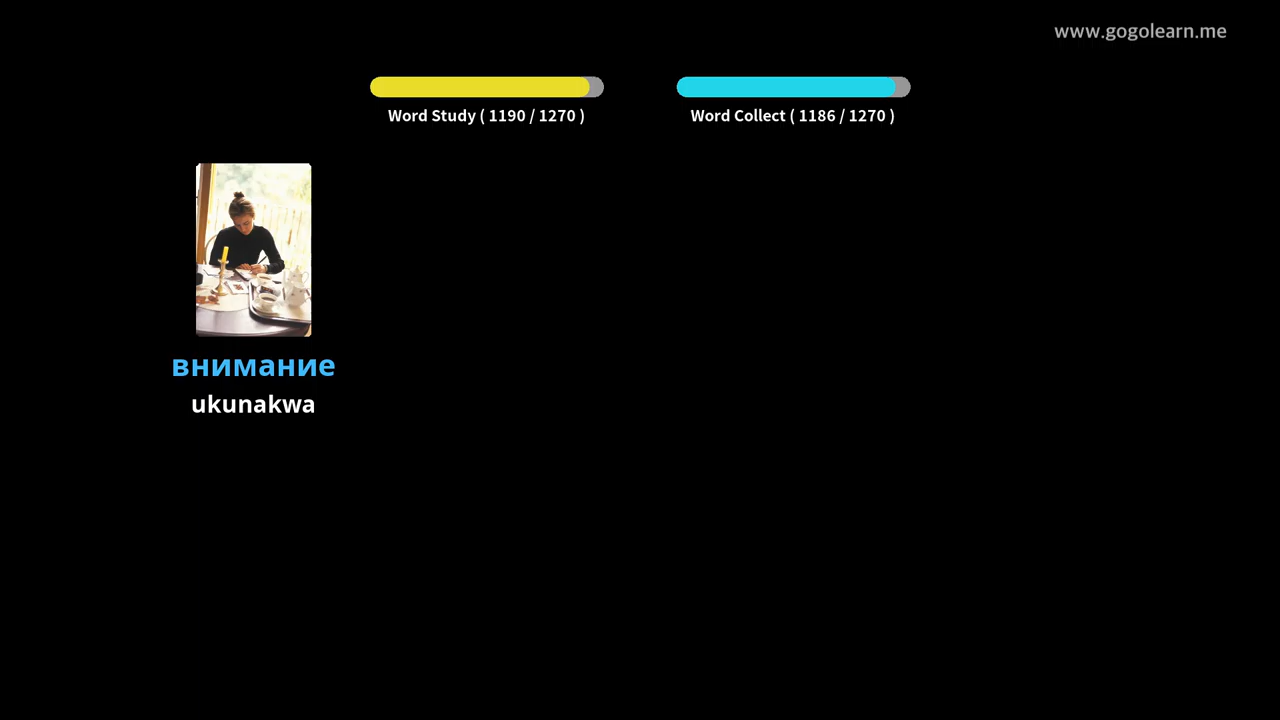 www.gogolearn.me
Word Study ( 1190 / 1270 )
Word Collect ( 1186 / 1270 )
внимание
ukunakwa